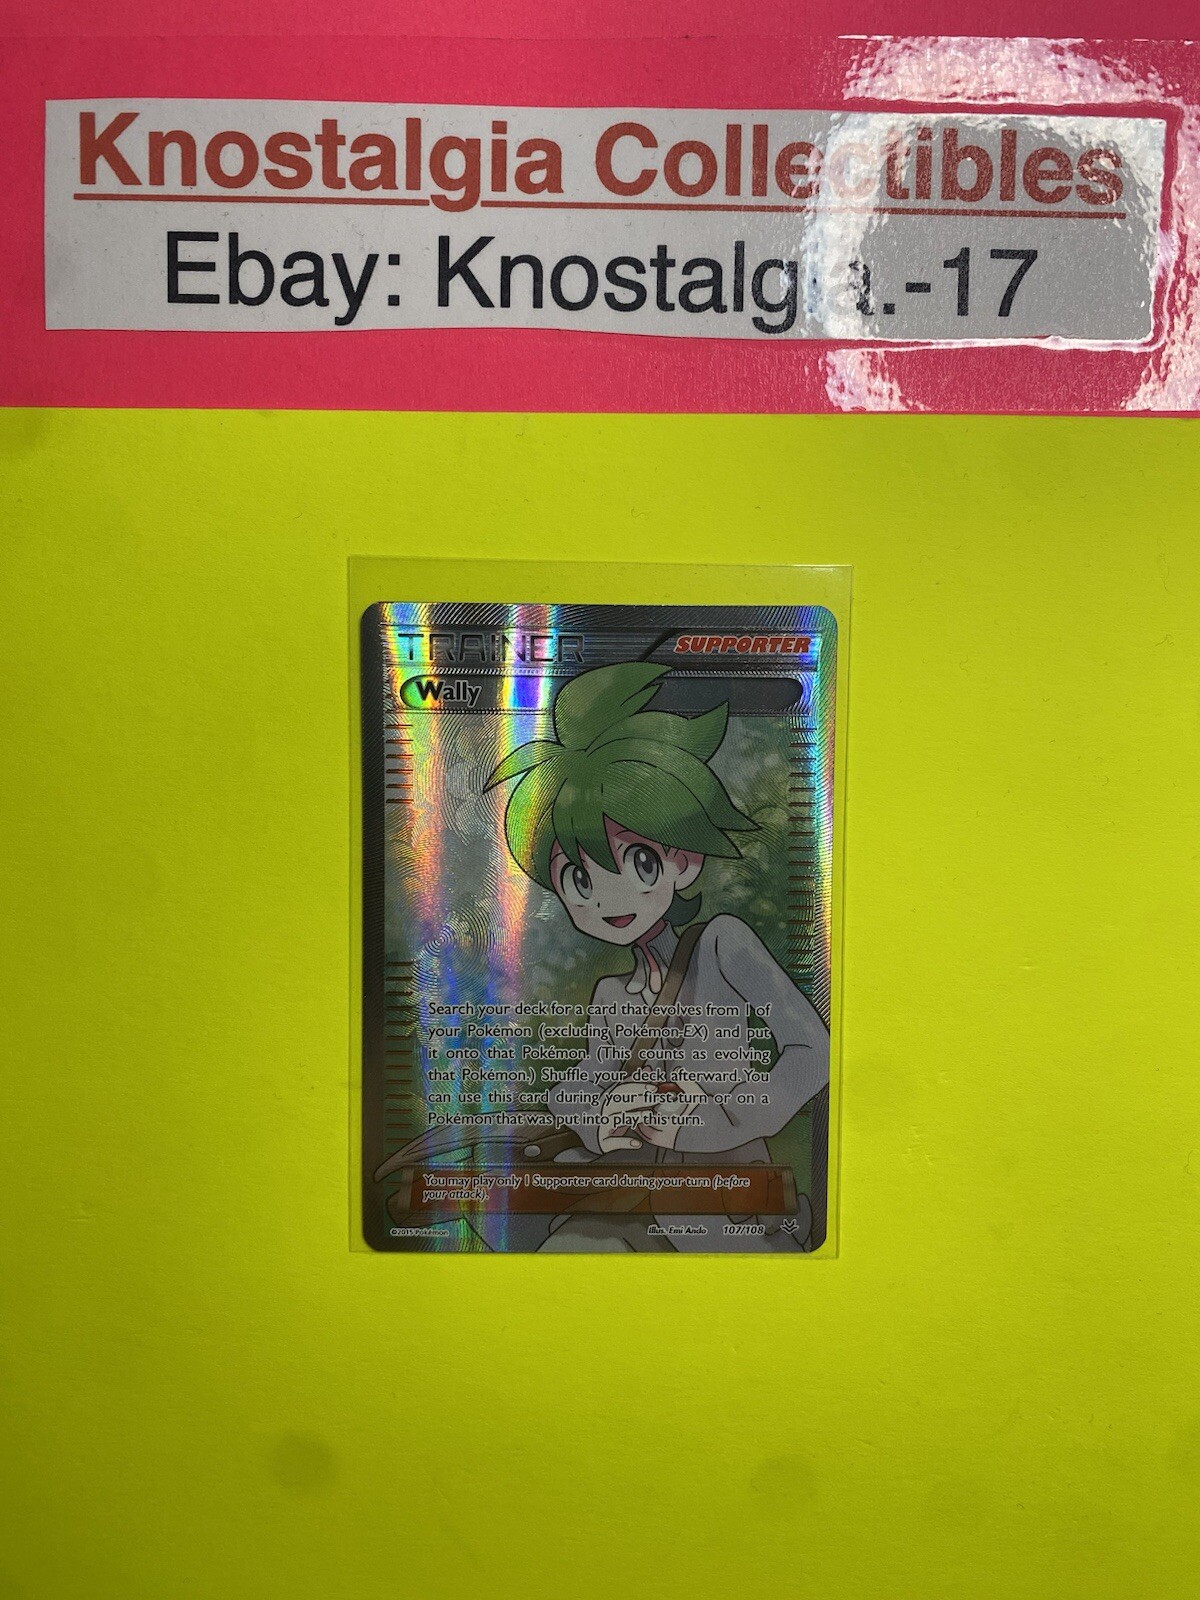 Knostalgia Collectibles
Ebay: Knostalgia.-17
TRAINER
SUPPORTER
Wally
Search your deck for a card that evolves from 1 of
your Pokémon (excluding Pokémon-EX) and put
it onto that Pokémon. (This counts as evolving
that Pokémon.) Shuffle your deck afterward. You
can use this card during your first turn or on a
Pokémon that was put into play this turn.
You may play only 1 Supporter card during your turn (before
your attack).
©2015 Pokémon
Illus. Emi Ando
107/108